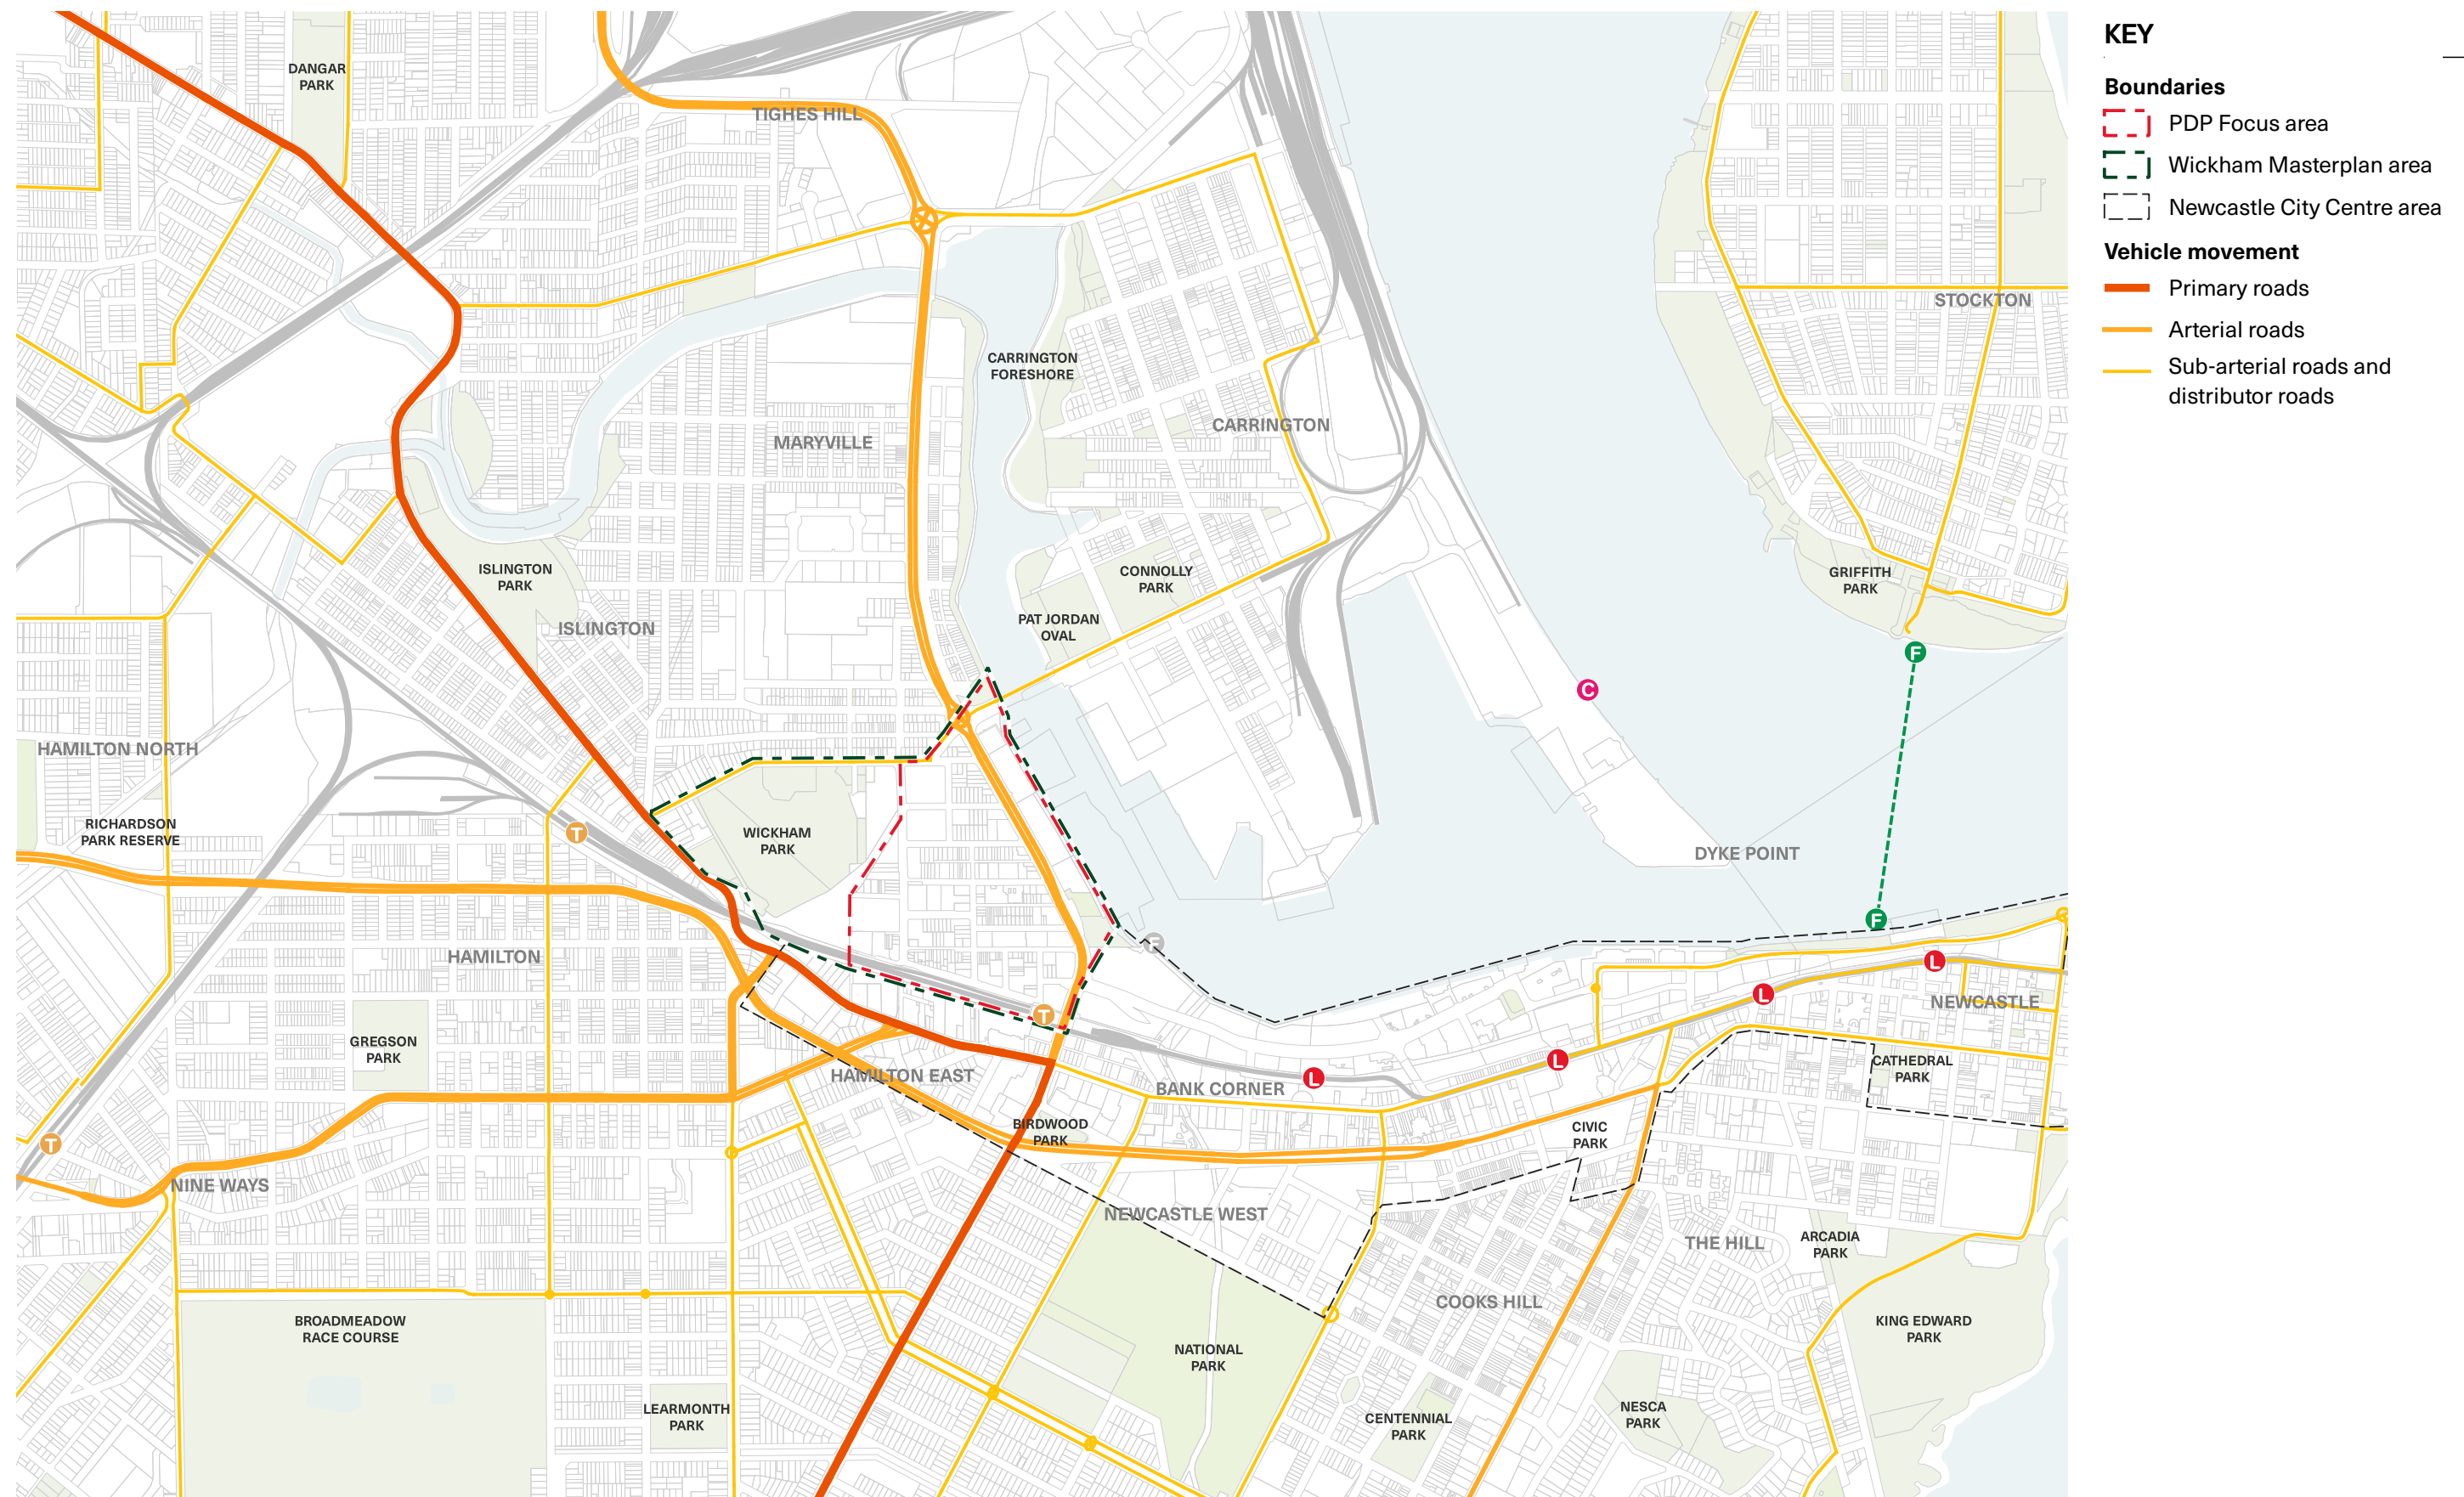 KEY
Boundaries
PDP Focus area
Wickham Masterplan area
Newcastle City Centre area
Vehicle movement
Primary roads
Arterial roads
Sub-arterial roads and
distributor roads
DANGAR
PARK
TIGHES HILL
STOCKTON
CARRINGTON
FORESHORE
CARRINGTON
MARYVILLE
ISLINGTON
PARK
CONNOLLY
PARK
GRIFFITH
PARK
PAT JORDAN
OVAL
ISLINGTON
F
C
HAMILTON NORTH
RICHARDSON
PARK RESERVE
T
WICKHAM
PARK
DYKE POINT
F
F
HAMILTON
L
L
NEWCASTLE
T
GREGSON
PARK
L
L
CATHEDRAL
PARK
HAMILTON EAST
BANK CORNER
BIRDWOOD
PARK
CIVIC
PARK
T
NINE WAYS
NEWCASTLE WEST
THE HILL
ARCADIA
PARK
COOKS HILL
BROADMEADOW
RACE COURSE
KING EDWARD
PARK
NATIONAL
PARK
LEARMONTH
PARK
CENTENNIAL
PARK
NESCA
PARK